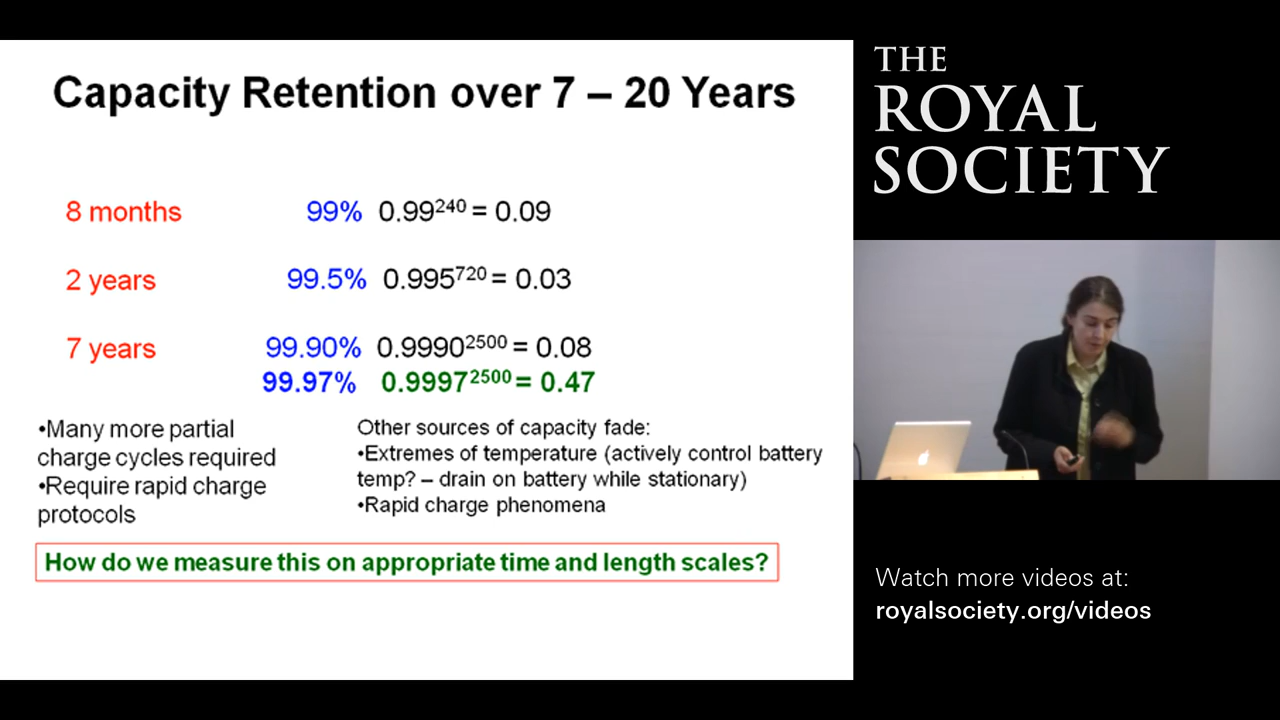 Capacity Retention over 7 – 20 Years
8 months 99% 0.99²⁴⁰ = 0.09
2 years 99.5% 0.995⁷²⁰ = 0.03
7 years 99.90% 0.9990²⁵⁰⁰ = 0.08
99.97% 0.9997²⁵⁰⁰ = 0.47
•Many more partial
charge cycles required
•Require rapid charge
protocols
Other sources of capacity fade:
•Extremes of temperature (actively control battery
temp? – drain on battery while stationary)
•Rapid charge phenomena
How do we measure this on appropriate time and length scales?
THE
ROYAL
SOCIETY
Watch more videos at:
royalsociety.org/videos